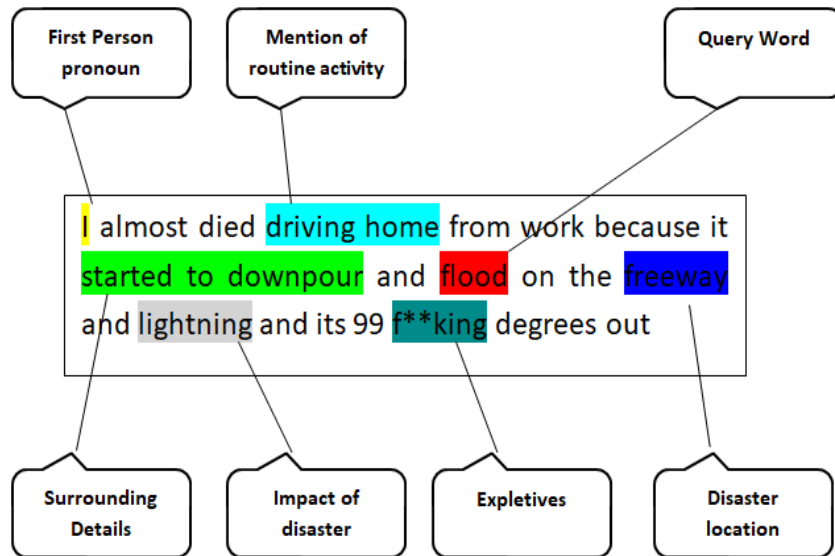 First Person
pronoun
Mention of
routine activity
Query Word
I almost died driving home from work because it
started to downpour and flood on the freeway
and lightning and its 99 f**king degrees out
Surrounding
Details
Impact of
disaster
Expletives
Disaster
location